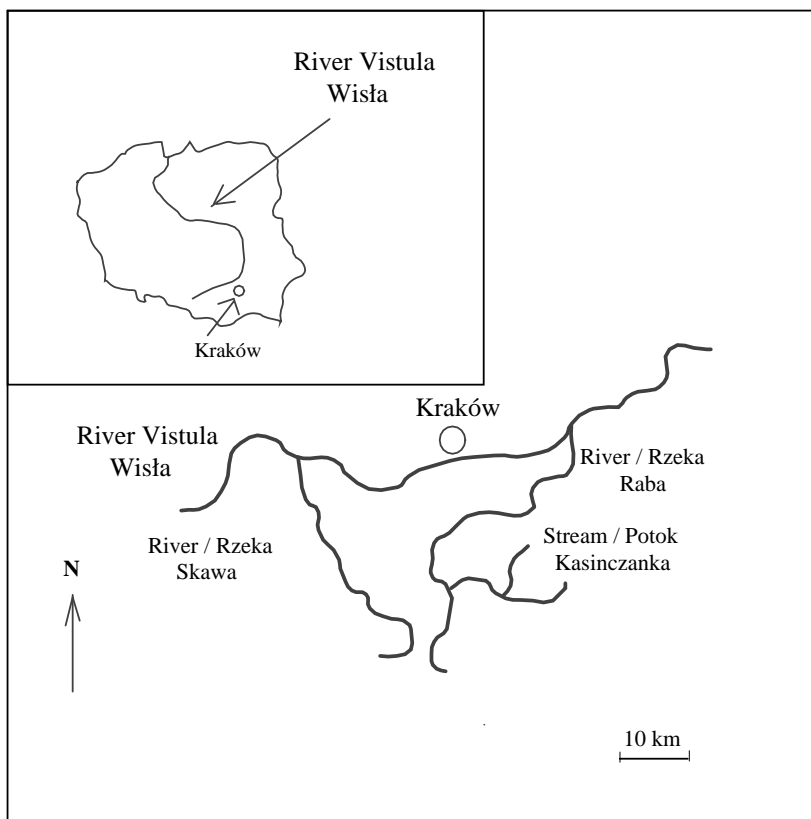 River Vistula
Wisła
Kraków
Kraków
River Vistula
Wisła
River / Rzeka
Raba
Stream / Potok
Kasinczanka
River / Rzeka
Skawa
N
10 km